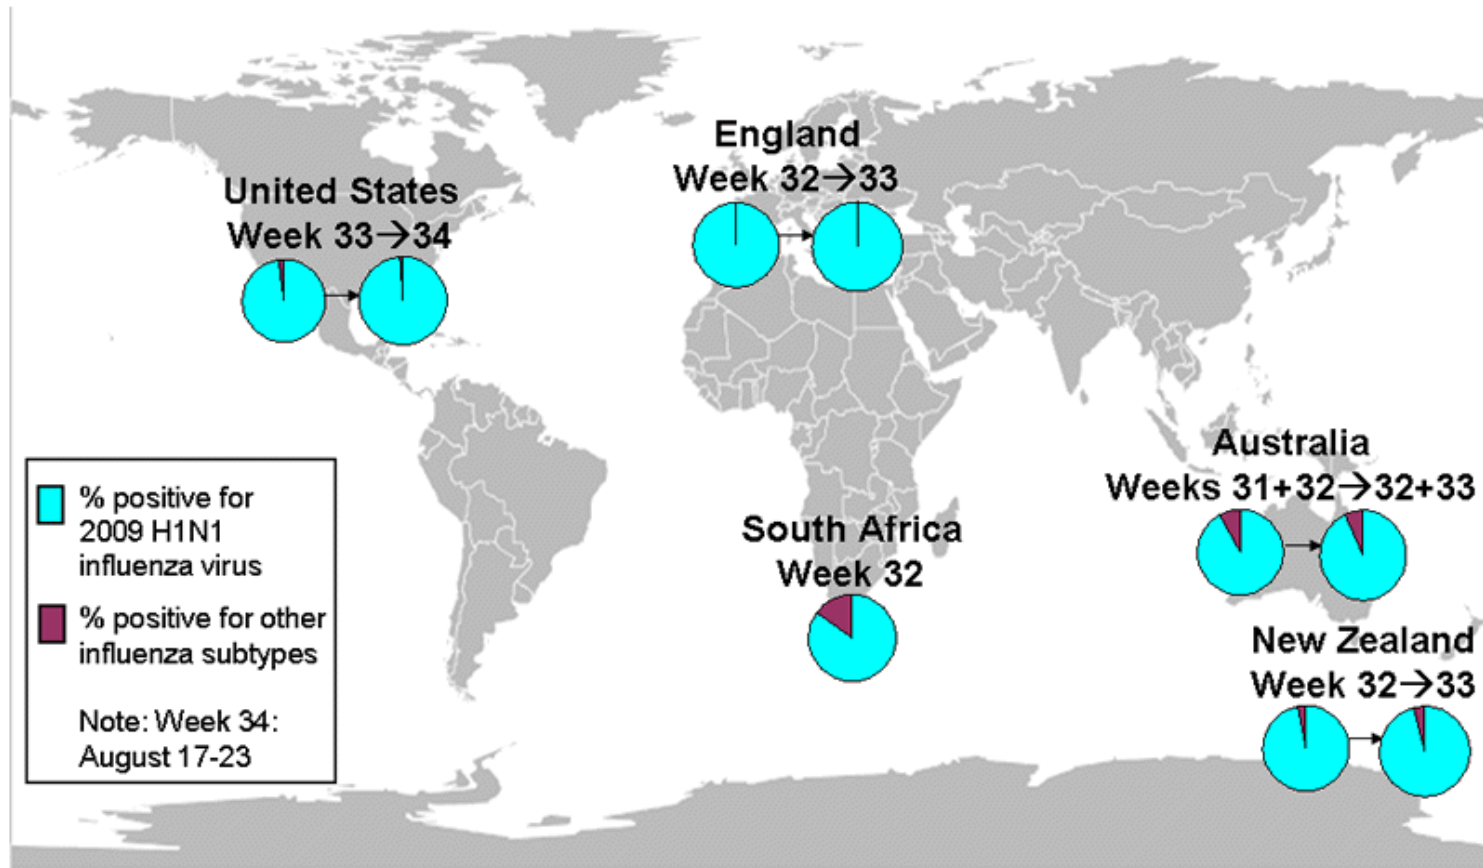 England
Week 32→33
United States
Week 33→34
Australia
Weeks 31+32→32+33
South Africa
Week 32
New Zealand
Week 32→33
% positive for
2009 H1N1
influenza virus
% positive for other
influenza subtypes
Note: Week 34:
August 17-23